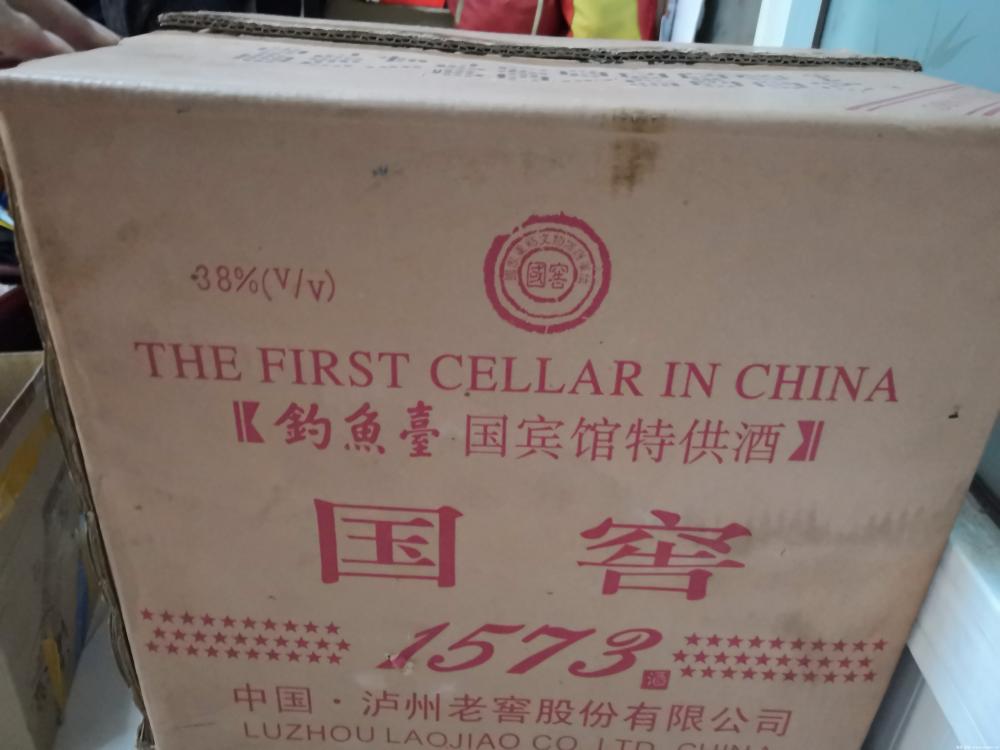 國窖
38%(V/V)
THE FIRST CELLAR IN CHINA
【釣魚臺国宾馆特供酒】
国窖
1573
酒
中国·泸州老窖股份有限公司
LUZHOU LAOJIAO CO. LTD. CHINA